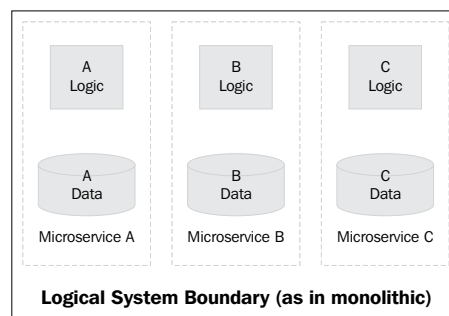 A
Logic
B
Logic
C
Logic
A
Data
B
Data
C
Data
Microservice A
Microservice B
Microservice C
Logical System Boundary (as in monolithic)